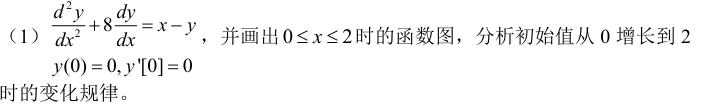 （1） d²y/dx² + 8 dy/dx = x − y，并画出 0 ≤ x ≤ 2 时的函数图，分析初始值从 0 增长到 2
y(0) = 0, y'[0] = 0
时的变化规律。